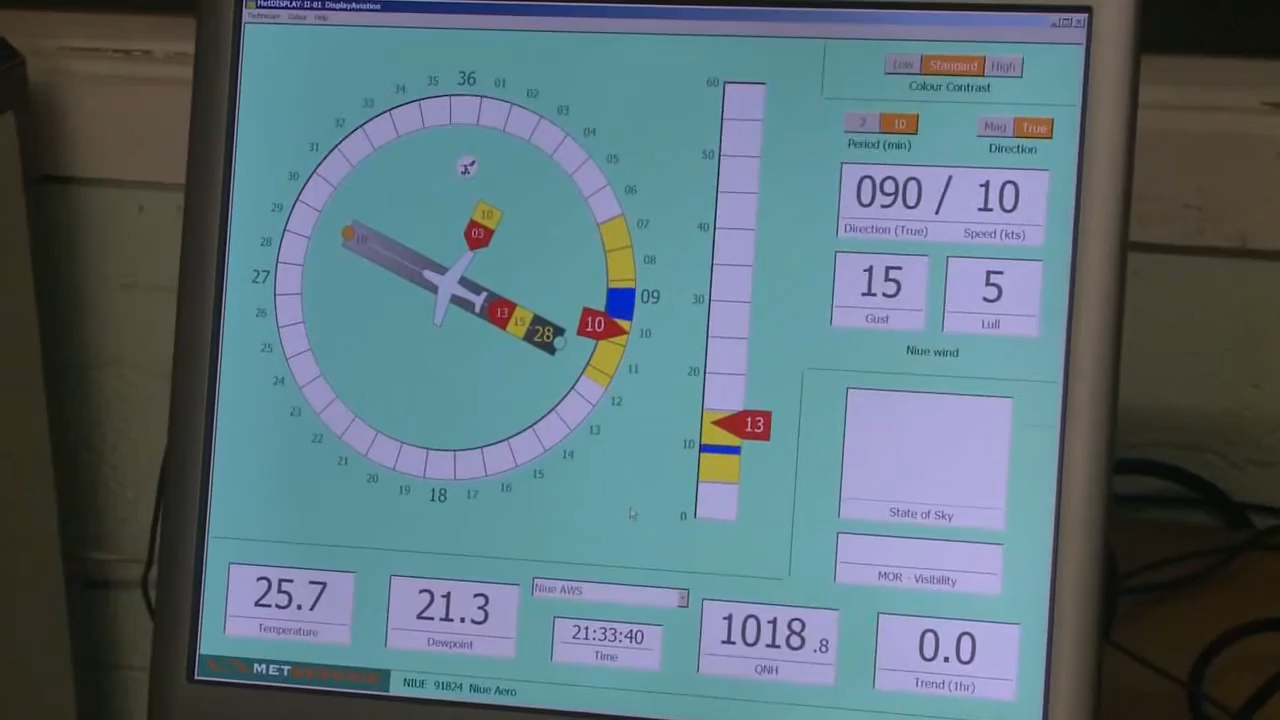 MetDISPLAY-II-01 DisplayAviation
Technician Colour Help
Low Standard High
Colour Contrast
2 10
Period (min)
Mag True
Direction
090 / 10
Direction (True) Speed (kts)
15
Gust
5
Lull
Niue wind
State of Sky
MOR - Visibility
36
01
02
03
04
05
06
07
08
09
10
11
12
13
14
15
16
17
18
19
20
21
22
23
24
25
26
27
28
29
30
31
32
33
34
35
10
03
10
13
15
28
10
60
50
40
30
20
10
0
13
25.7
Temperature
21.3
Dewpoint
Niue AWS
21:33:40
Time
1018.8
QNH
0.0
Trend (1hr)
METSERVICE
NIUE 91824 Niue Aero